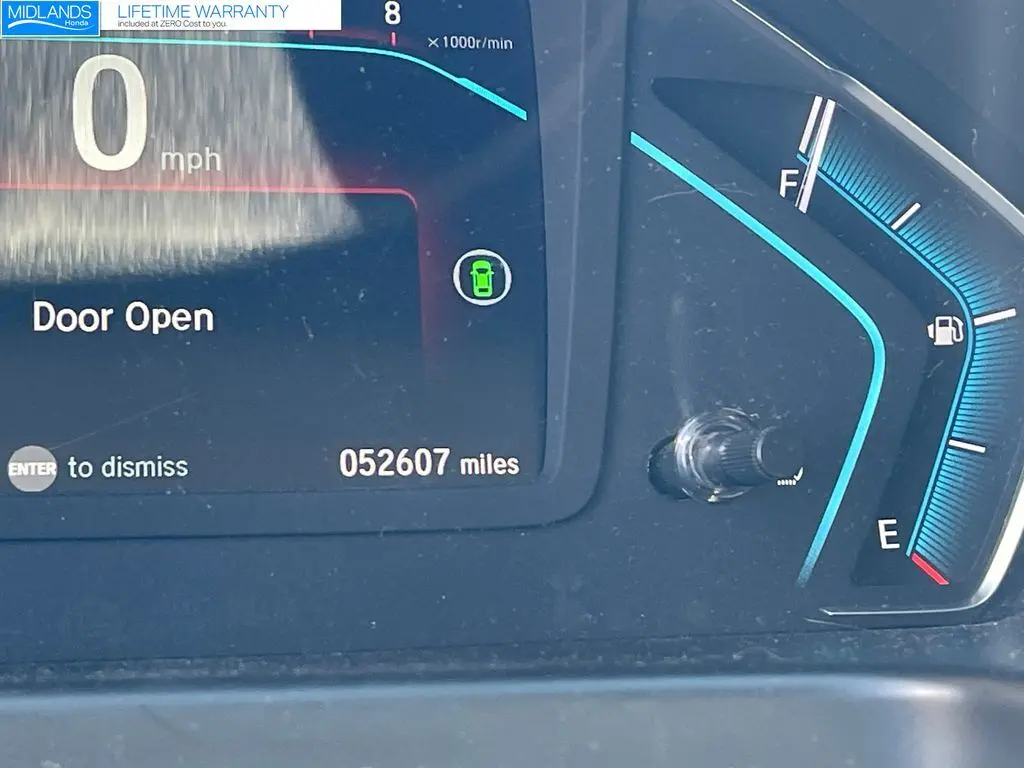 MIDLANDS
Honda
LIFETIME WARRANTY
included at ZERO Cost to you.
8
×1000r/min
0 mph
F
Door Open
ENTER to dismiss
052607 miles
E